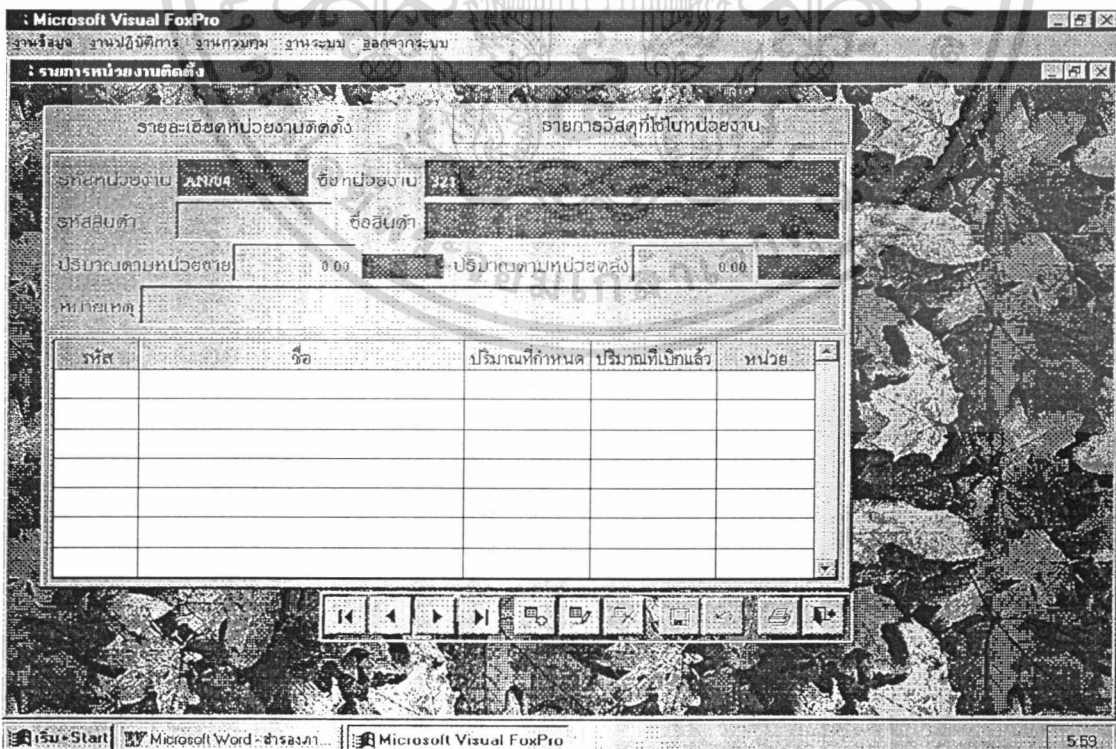 Microsoft Visual FoxPro
งานข้อมูล งานปฏิบัติการ งานควบคุม งานระบบ ออกจากระบบ
รายการหน่วยงานติดตั้ง
รายละเอียดหน่วยงานติดตั้ง รายการวัสดุที่ใช้ในหน่วยงาน
รหัสหน่วยงาน AN/04 ชื่อหน่วยงาน 321
รหัสสินค้า ชื่อสินค้า
ปริมาณตามหน่วยขาย 0.00 ปริมาณตามหน่วยคลัง 0.00
หมายเหตุ
รหัส ชื่อ ปริมาณที่กำหนด ปริมาณที่เบิกแล้ว หน่วย
เริ่ม Start Microsoft Word - สำรองภา... Microsoft Visual FoxPro 5:59